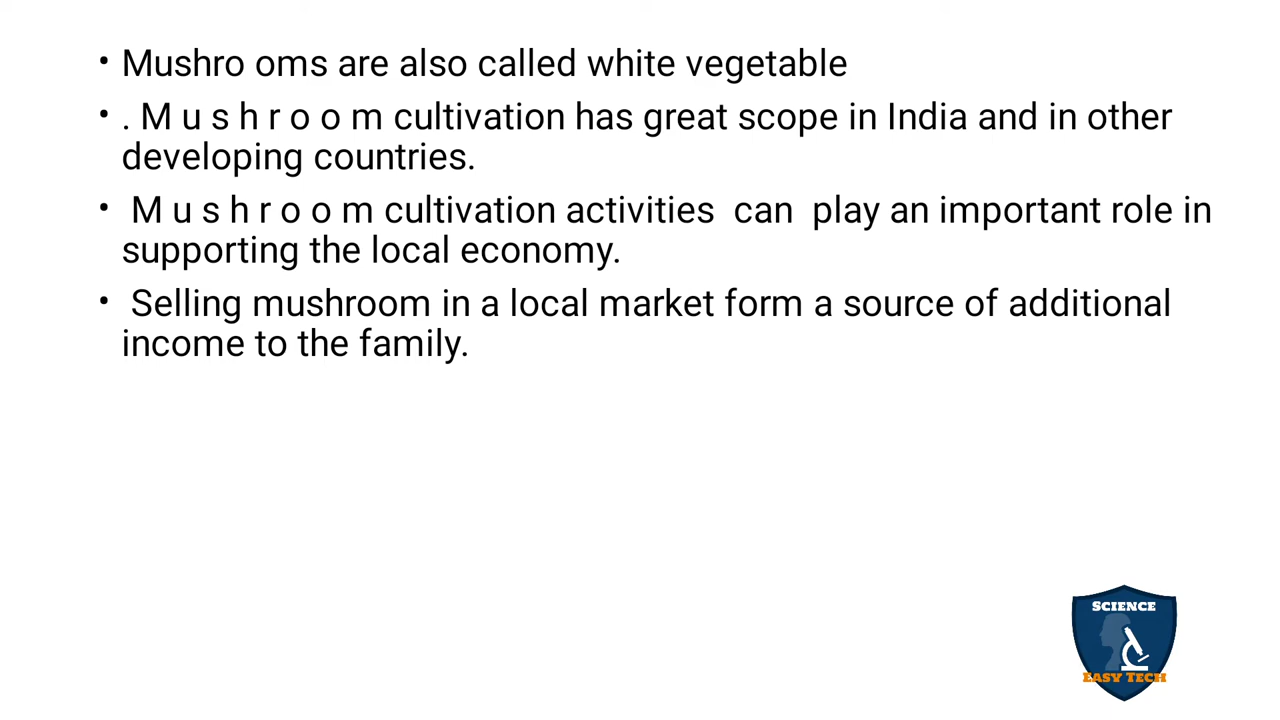 • Mushro oms are also called white vegetable
• . M u s h r o o m cultivation has great scope in India and in other
developing countries.
•  M u s h r o o m cultivation activities  can  play an important role in
supporting the local economy.
•  Selling mushroom in a local market form a source of additional
income to the family.
SCIENCE
EASY TECH